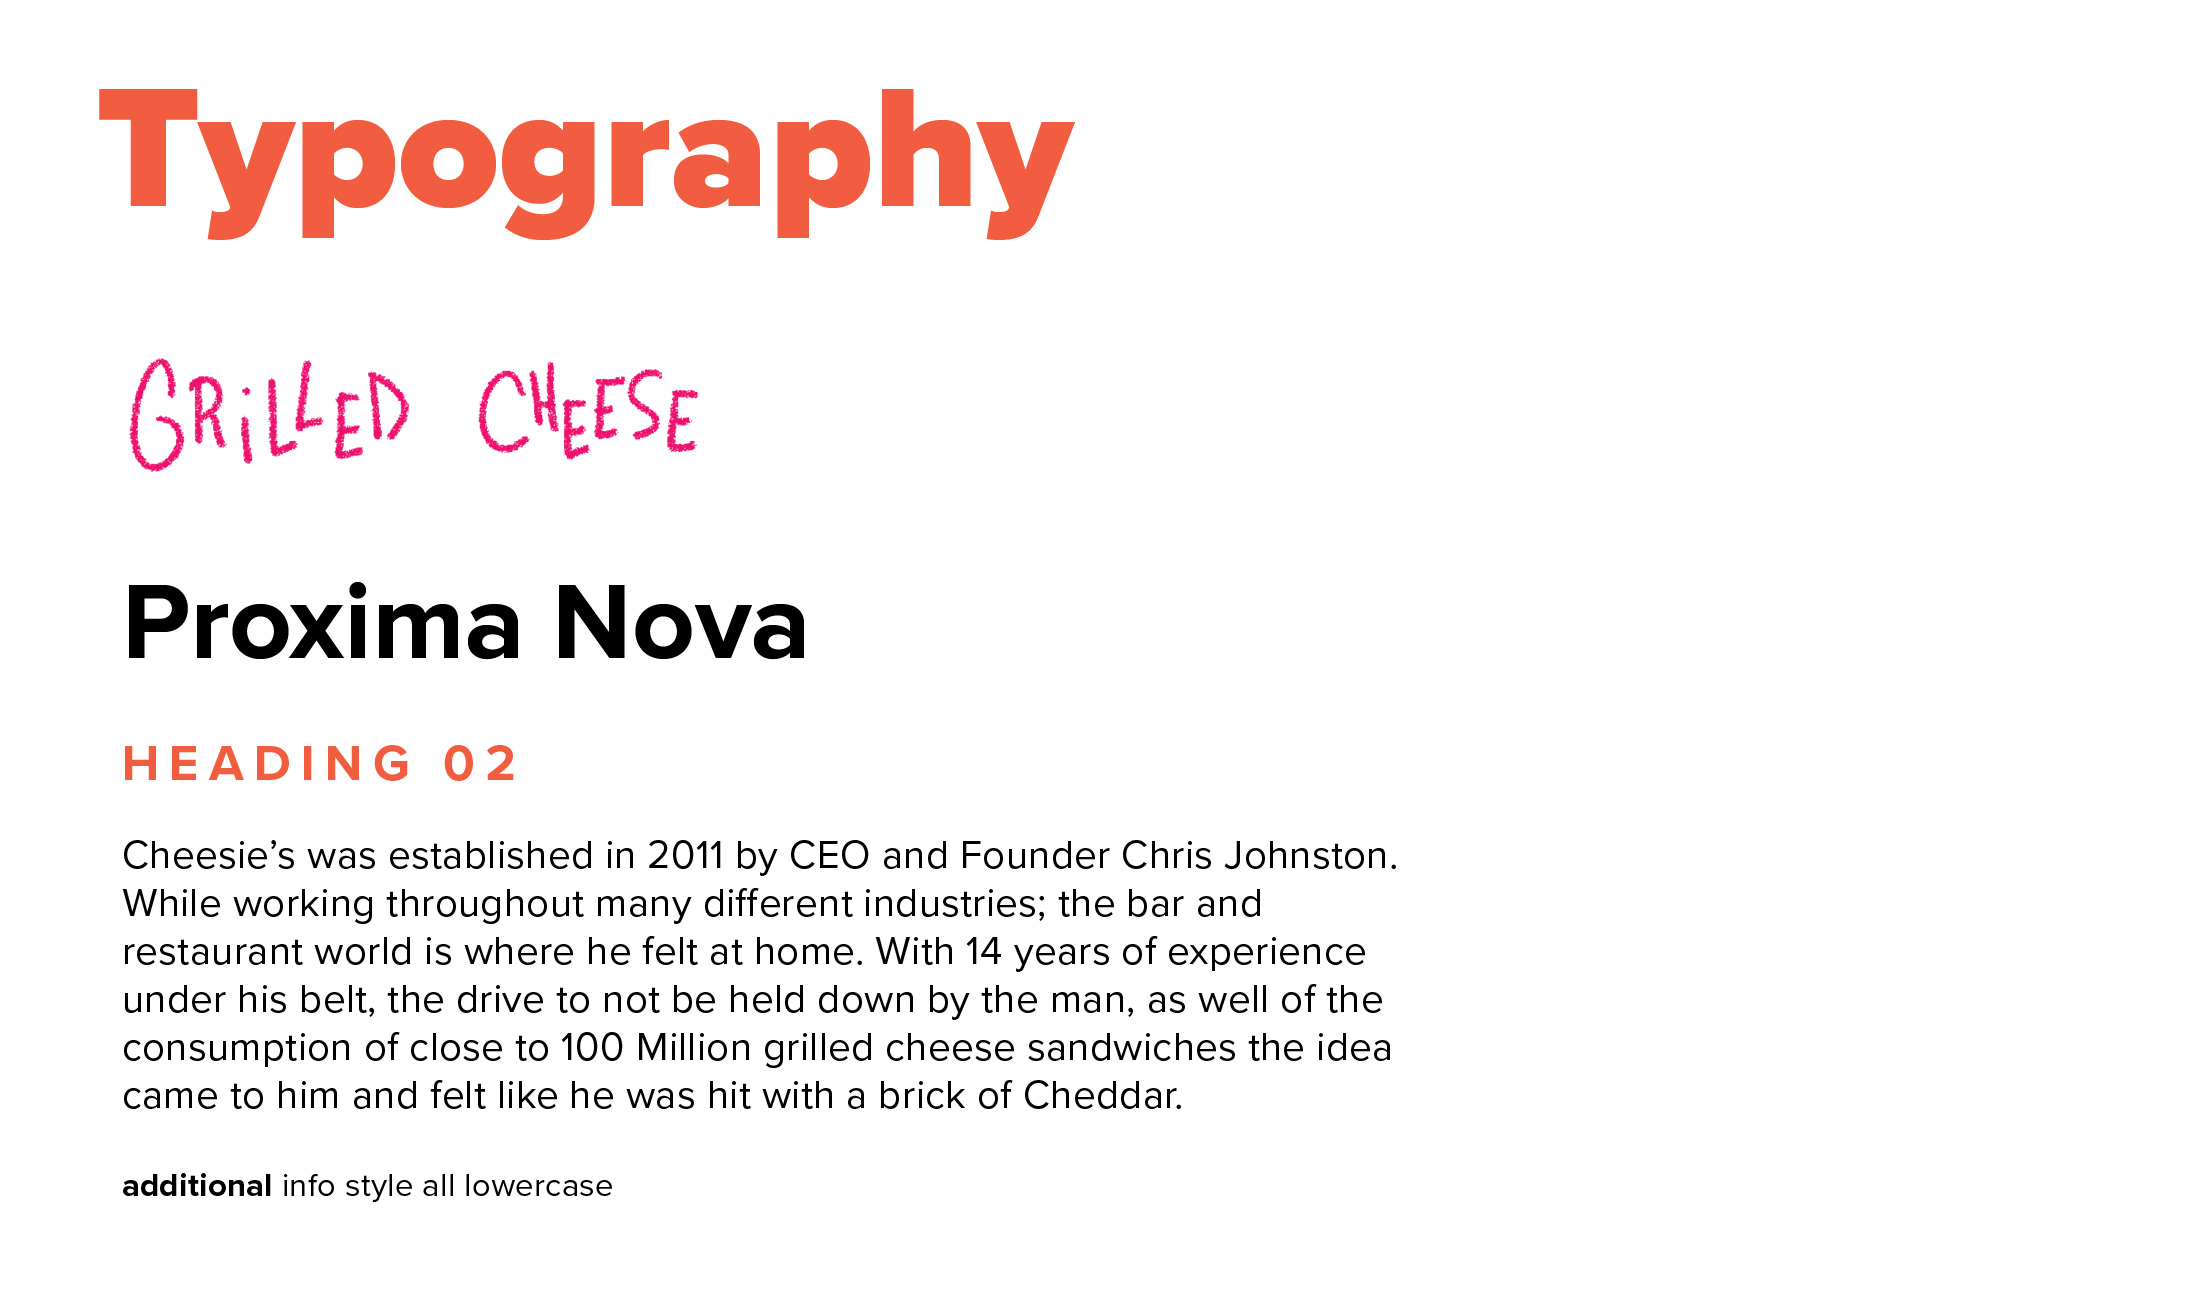 Typography
GRiLLED CHEESE
Proxima Nova
HEADING 02
Cheesie’s was established in 2011 by CEO and Founder Chris Johnston.
While working throughout many different industries; the bar and
restaurant world is where he felt at home. With 14 years of experience
under his belt, the drive to not be held down by the man, as well of the
consumption of close to 100 Million grilled cheese sandwiches the idea
came to him and felt like he was hit with a brick of Cheddar.
additional info style all lowercase